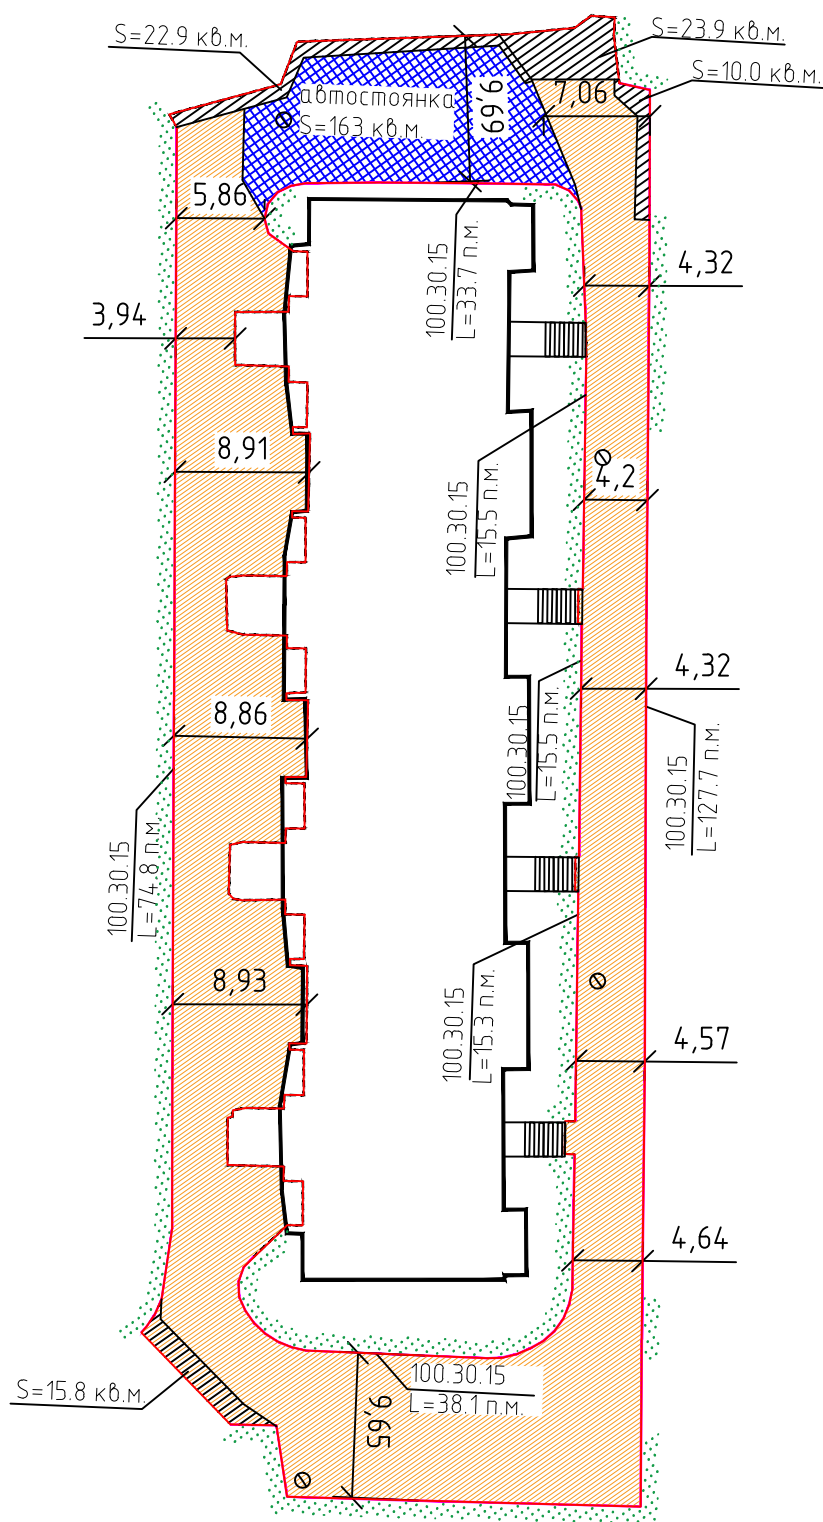 S=22.9 кв.м.
S=23.9 кв.м.
S=10.0 кв.м.
автостоянка
S=163 кв.м.
9,69
7,06
5,86
100.30.15
L=33.7 п.м.
4,32
3,94
8,91
100.30.15
L=15.5 п.м.
4,2
4,32
8,86
100.30.15
L=15.5 п.м.
100.30.15
L=127.7 п.м.
100.30.15
L=74.8 п.м.
8,93
100.30.15
L=15.3 п.м.
4,57
4,64
S=15.8 кв.м.
100.30.15
L=38.1 п.м.
9,65